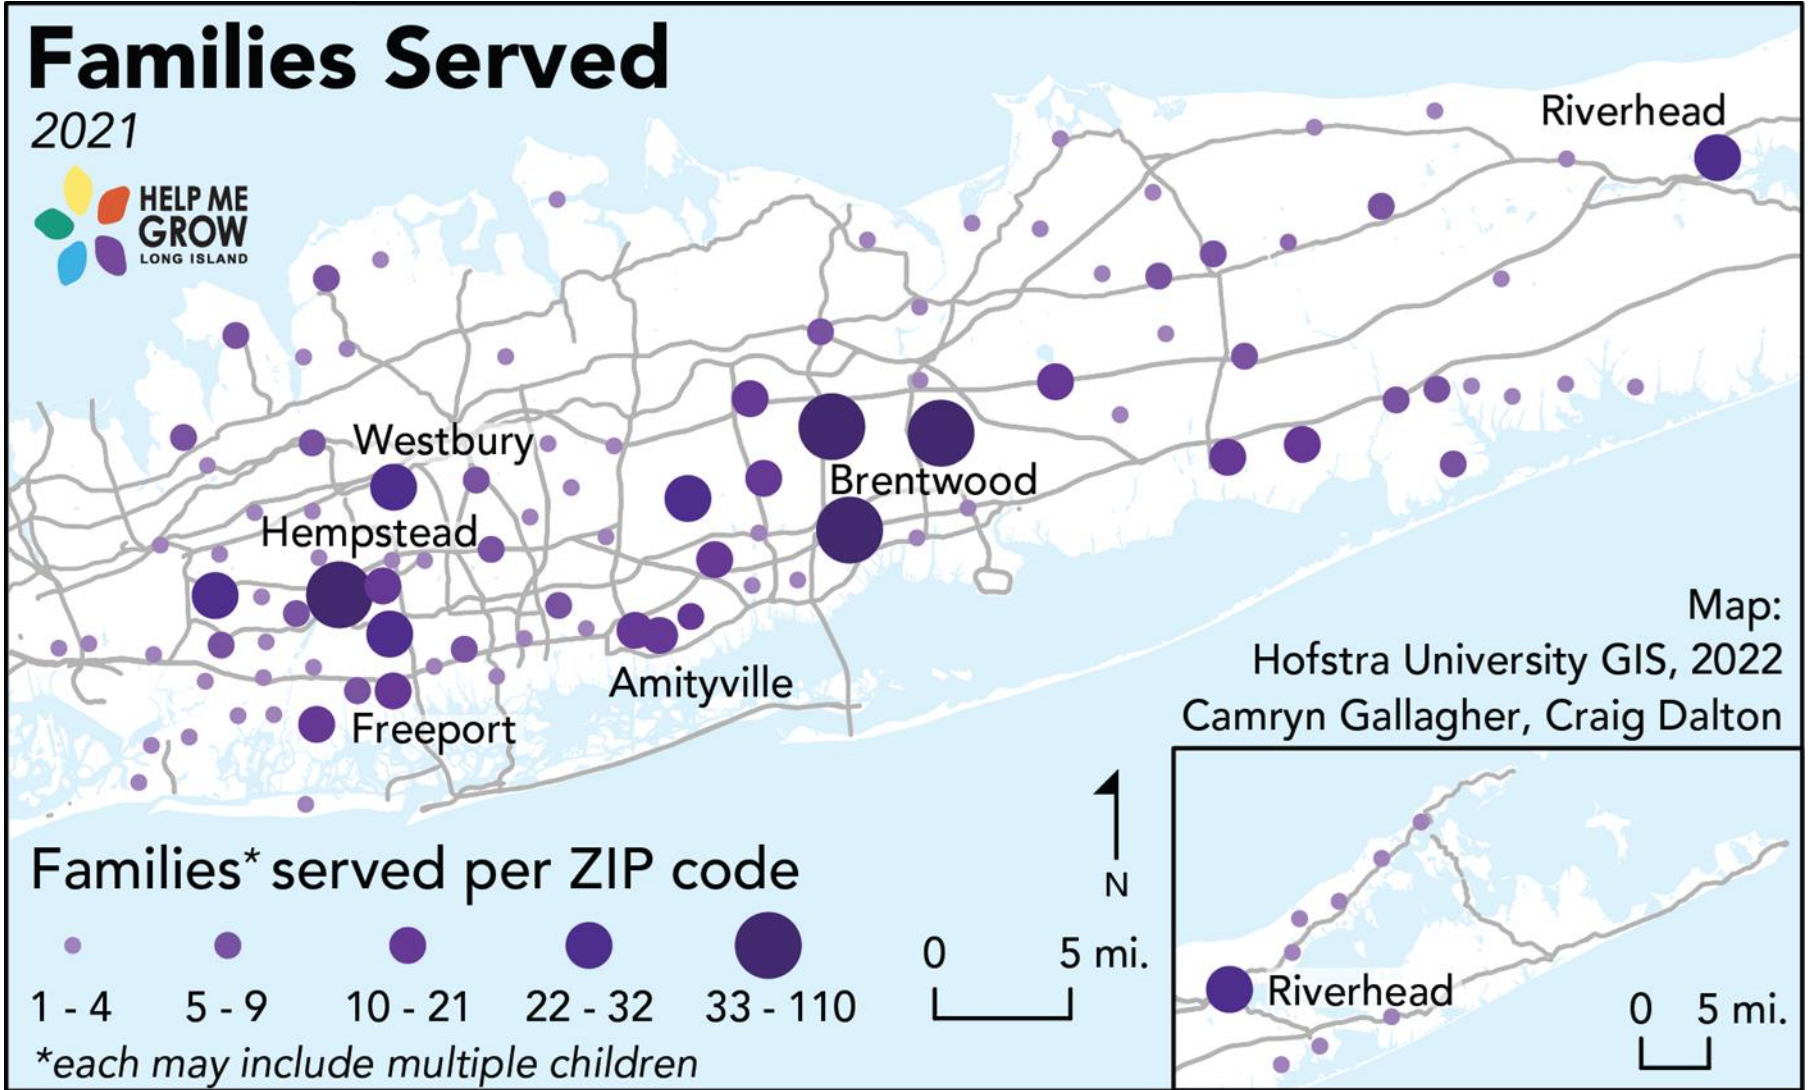 Families Served
2021
HELP ME
GROW
LONG ISLAND
Riverhead
Westbury
Brentwood
Hempstead
Amityville
Freeport
Map:
Hofstra University GIS, 2022
Camryn Gallagher, Craig Dalton
N
0 5 mi.
Families* served per ZIP code
1 - 4 5 - 9 10 - 21 22 - 32 33 - 110
*each may include multiple children
Riverhead
0 5 mi.